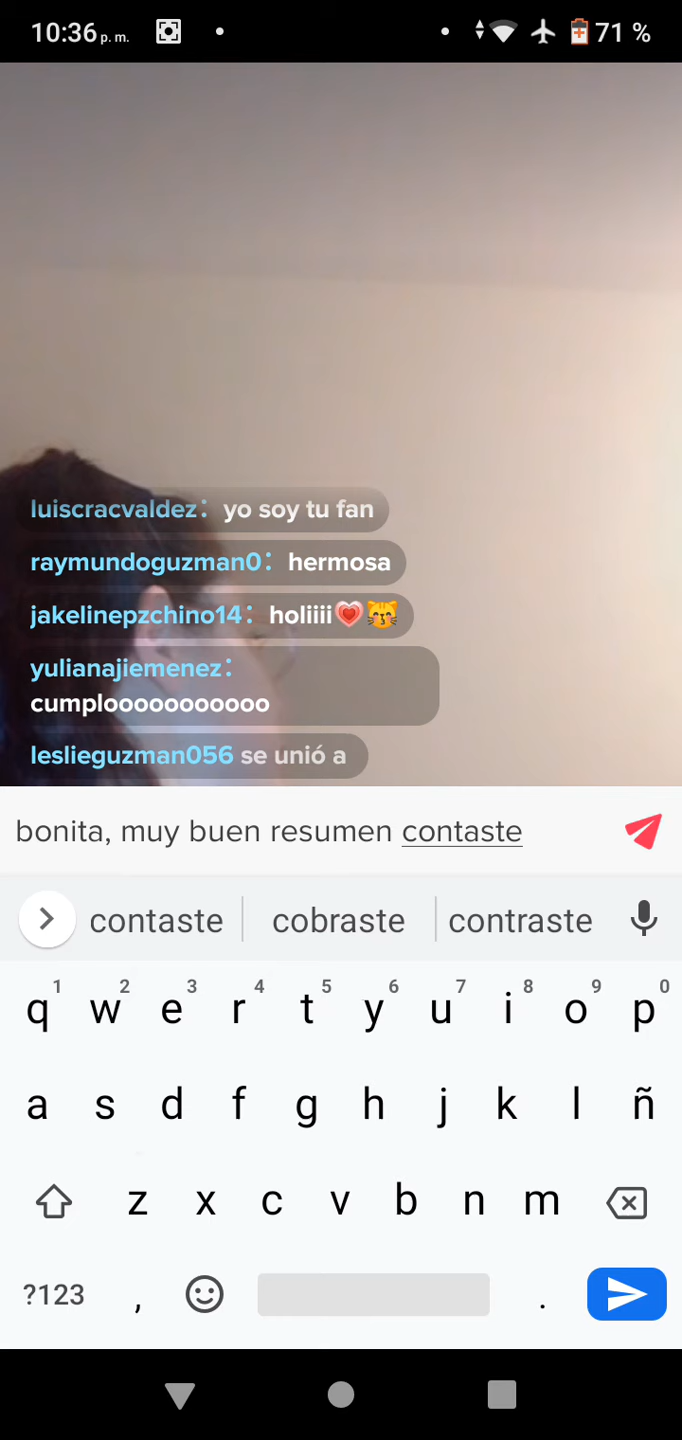 10:36 p. m. 71 %
luiscracvaldez: yo soy tu fan
raymundoguzman0: hermosa
jakelinepzchino14: holiiii💗😽
yulianajiemenez:
cumplooooooooooo
leslieguzman056 se unió a
bonita, muy buen resumen contaste
contaste cobraste contraste
q1 w2 e3 r4 t5 y6 u7 i8 o9 p0
a s d f g h j k l ñ
z x c v b n m
?123 , .